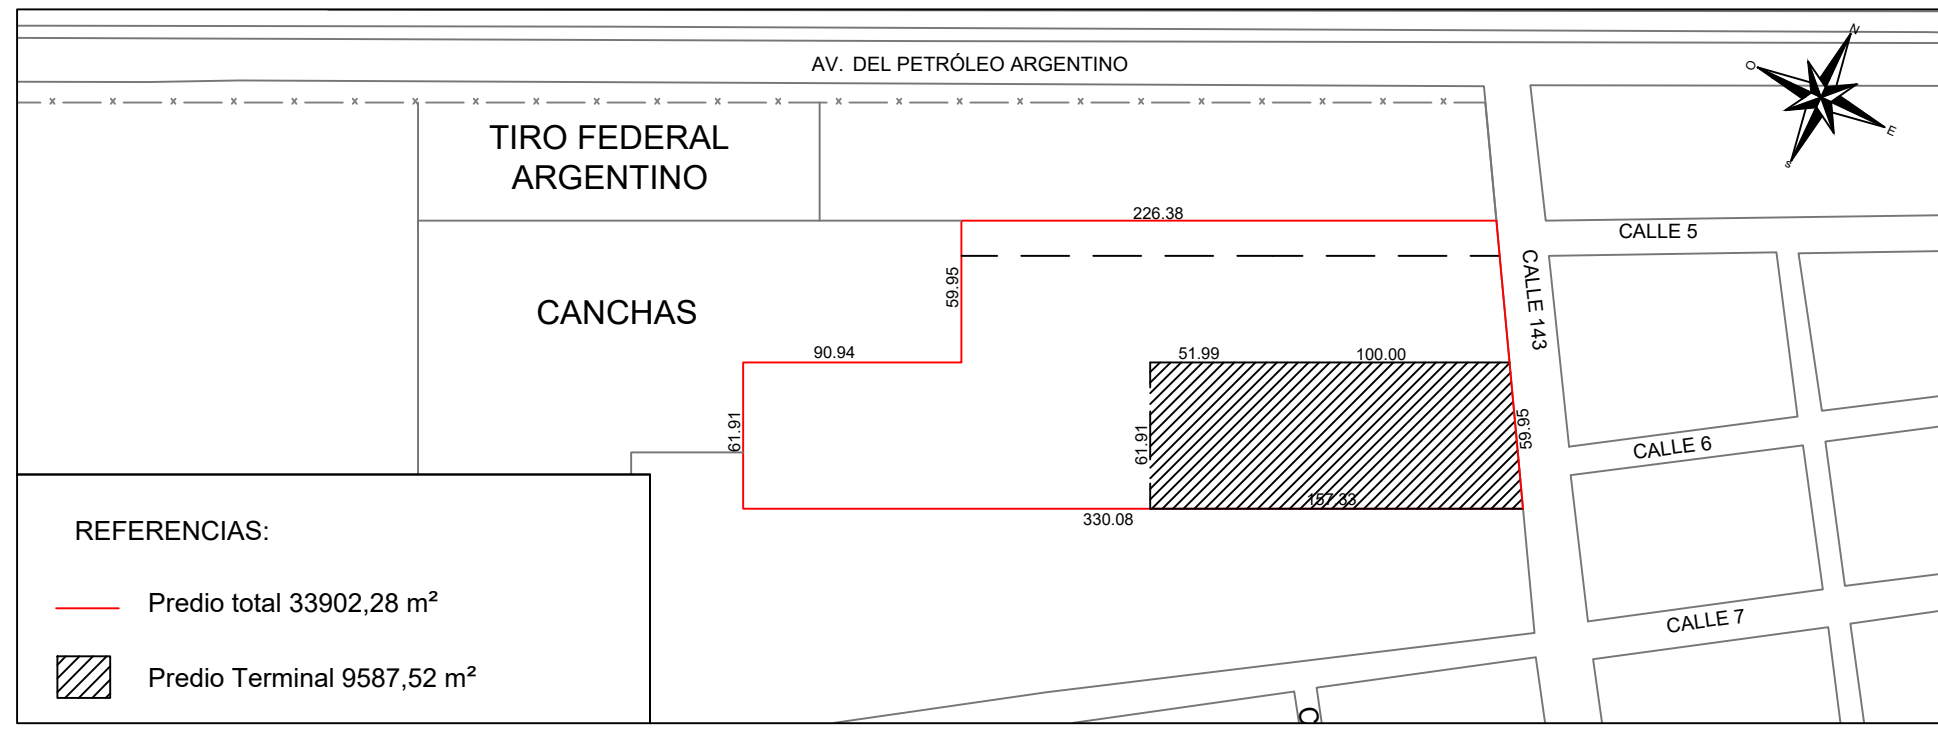 AV. DEL PETRÓLEO ARGENTINO
N
O
E
S
TIRO FEDERAL
ARGENTINO
226.38
CALLE 5
CALLE 143
59.95
CANCHAS
90.94
51.99
100.00
61.91
61.91
59.95
CALLE 6
157.33
330.08
REFERENCIAS:
Predio total 33902,28 m²
Predio Terminal 9587,52 m²
CALLE 7
C